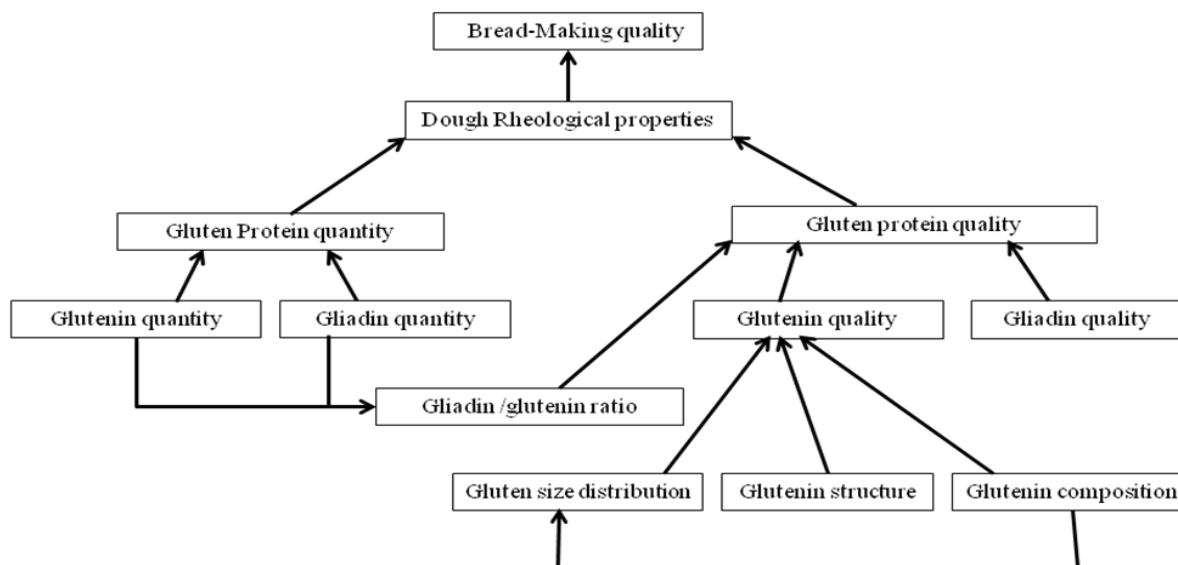 Bread-Making quality
Dough Rheological properties
Gluten Protein quantity
Gluten protein quality
Glutenin quantity
Gliadin quantity
Glutenin quality
Gliadin quality
Gliadin /glutenin ratio
Gluten size distribution
Glutenin structure
Glutenin composition